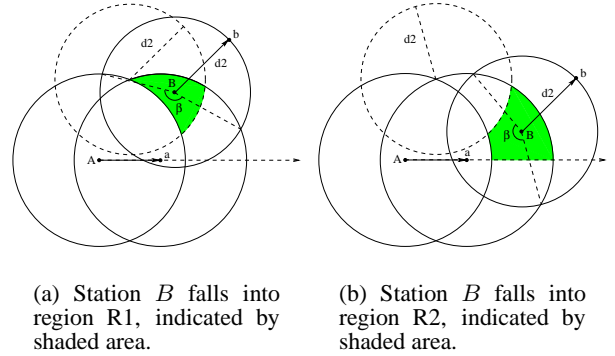 d2
b
d2
B
β
A
a
d2
b
d2
β
B
A
a
(a) Station B falls into
region R1, indicated by
shaded area.
(b) Station B falls into
region R2, indicated by
shaded area.